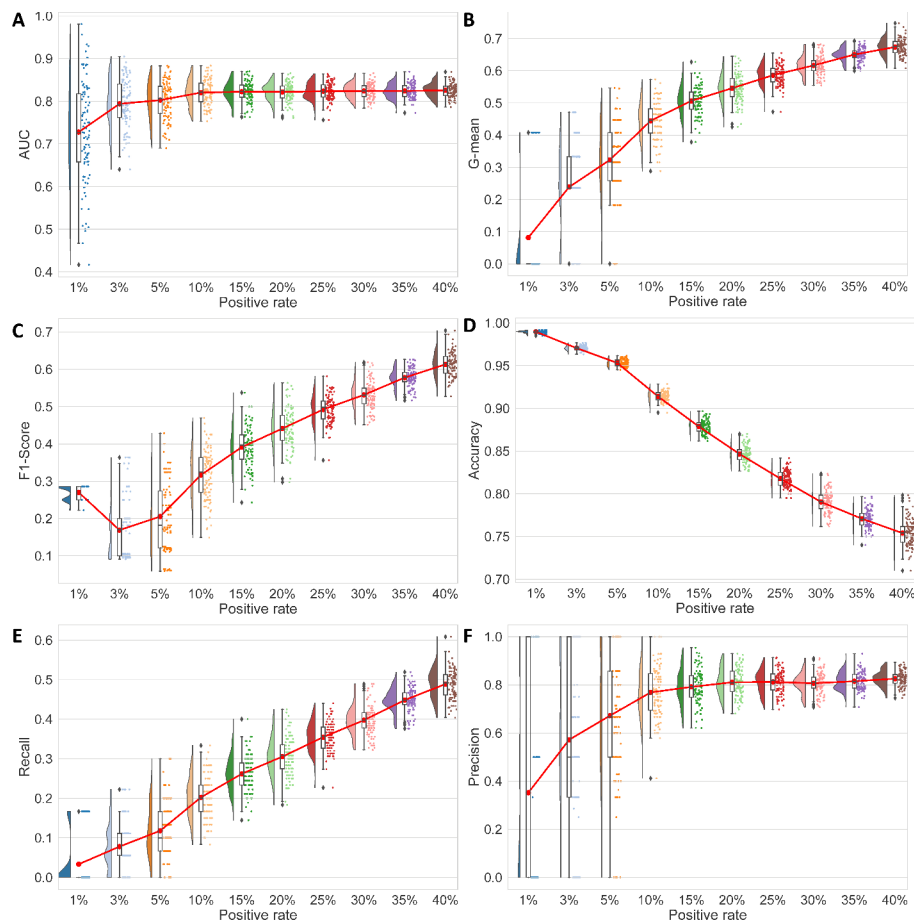 A
1.0
0.9
0.8
0.7
0.6
0.5
0.4
AUC
1% 3% 5% 10% 15% 20% 25% 30% 35% 40%
Positive rate
B
0.7
0.6
0.5
0.4
0.3
0.2
0.1
0.0
G-mean
1% 3% 5% 10% 15% 20% 25% 30% 35% 40%
Positive rate
C
0.7
0.6
0.5
0.4
0.3
0.2
0.1
F1-Score
1% 3% 5% 10% 15% 20% 25% 30% 35% 40%
Positive rate
D
1.00
0.95
0.90
0.85
0.80
0.75
0.70
Accuracy
1% 3% 5% 10% 15% 20% 25% 30% 35% 40%
Positive rate
E
0.6
0.5
0.4
0.3
0.2
0.1
0.0
Recall
1% 3% 5% 10% 15% 20% 25% 30% 35% 40%
Positive rate
F
1.0
0.8
0.6
0.4
0.2
0.0
Precision
1% 3% 5% 10% 15% 20% 25% 30% 35% 40%
Positive rate